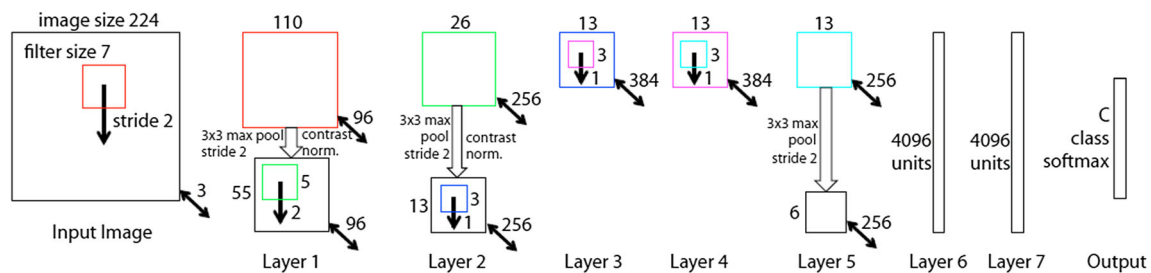 image size 224
filter size 7
stride 2
3
Input Image
110
96
3x3 max pool
stride 2
contrast
norm.
55
5
2
96
Layer 1
26
256
3x3 max
pool
stride 2
contrast
norm.
13
3
1
256
Layer 2
13
3
1
384
Layer 3
13
3
1
384
Layer 4
13
256
3x3 max
pool
stride 2
6
256
Layer 5
4096
units
Layer 6
4096
units
Layer 7
C
class
softmax
Output